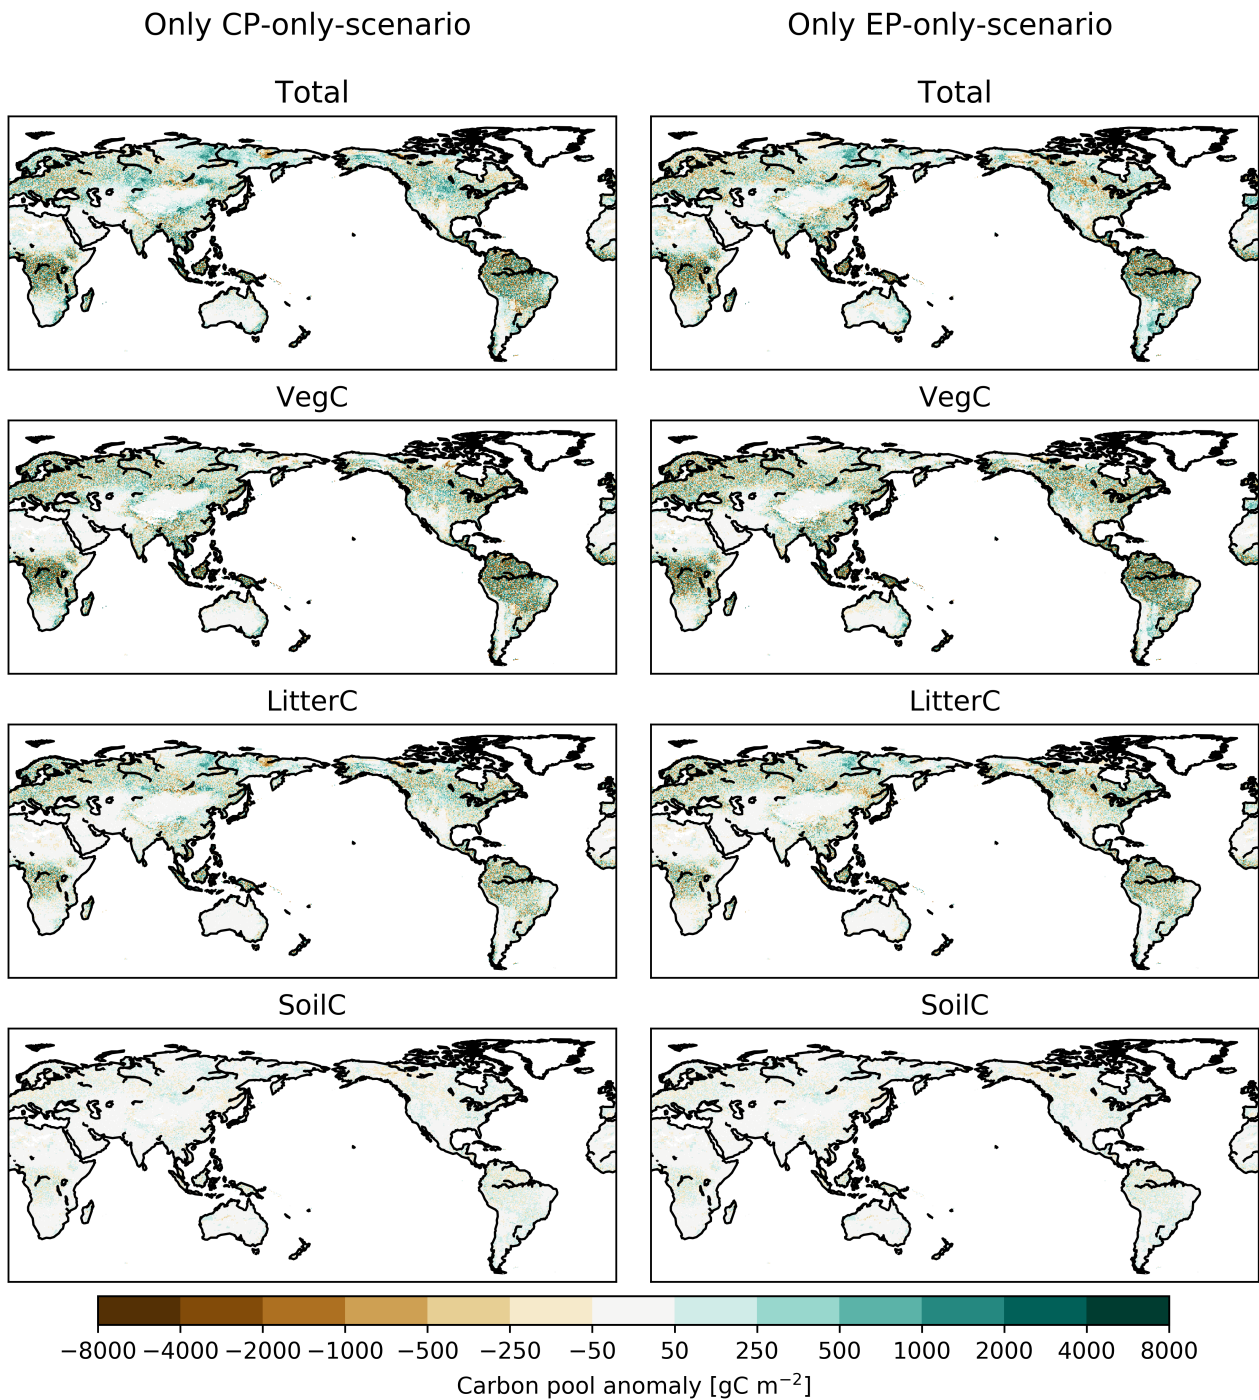 Only CP-only-scenario Only EP-only-scenario
Total Total
VegC VegC
LitterC LitterC
SoilC SoilC
−8000 −4000 −2000 −1000 −500 −250 −50 50 250 500 1000 2000 4000 8000
Carbon pool anomaly [gC m⁻²]